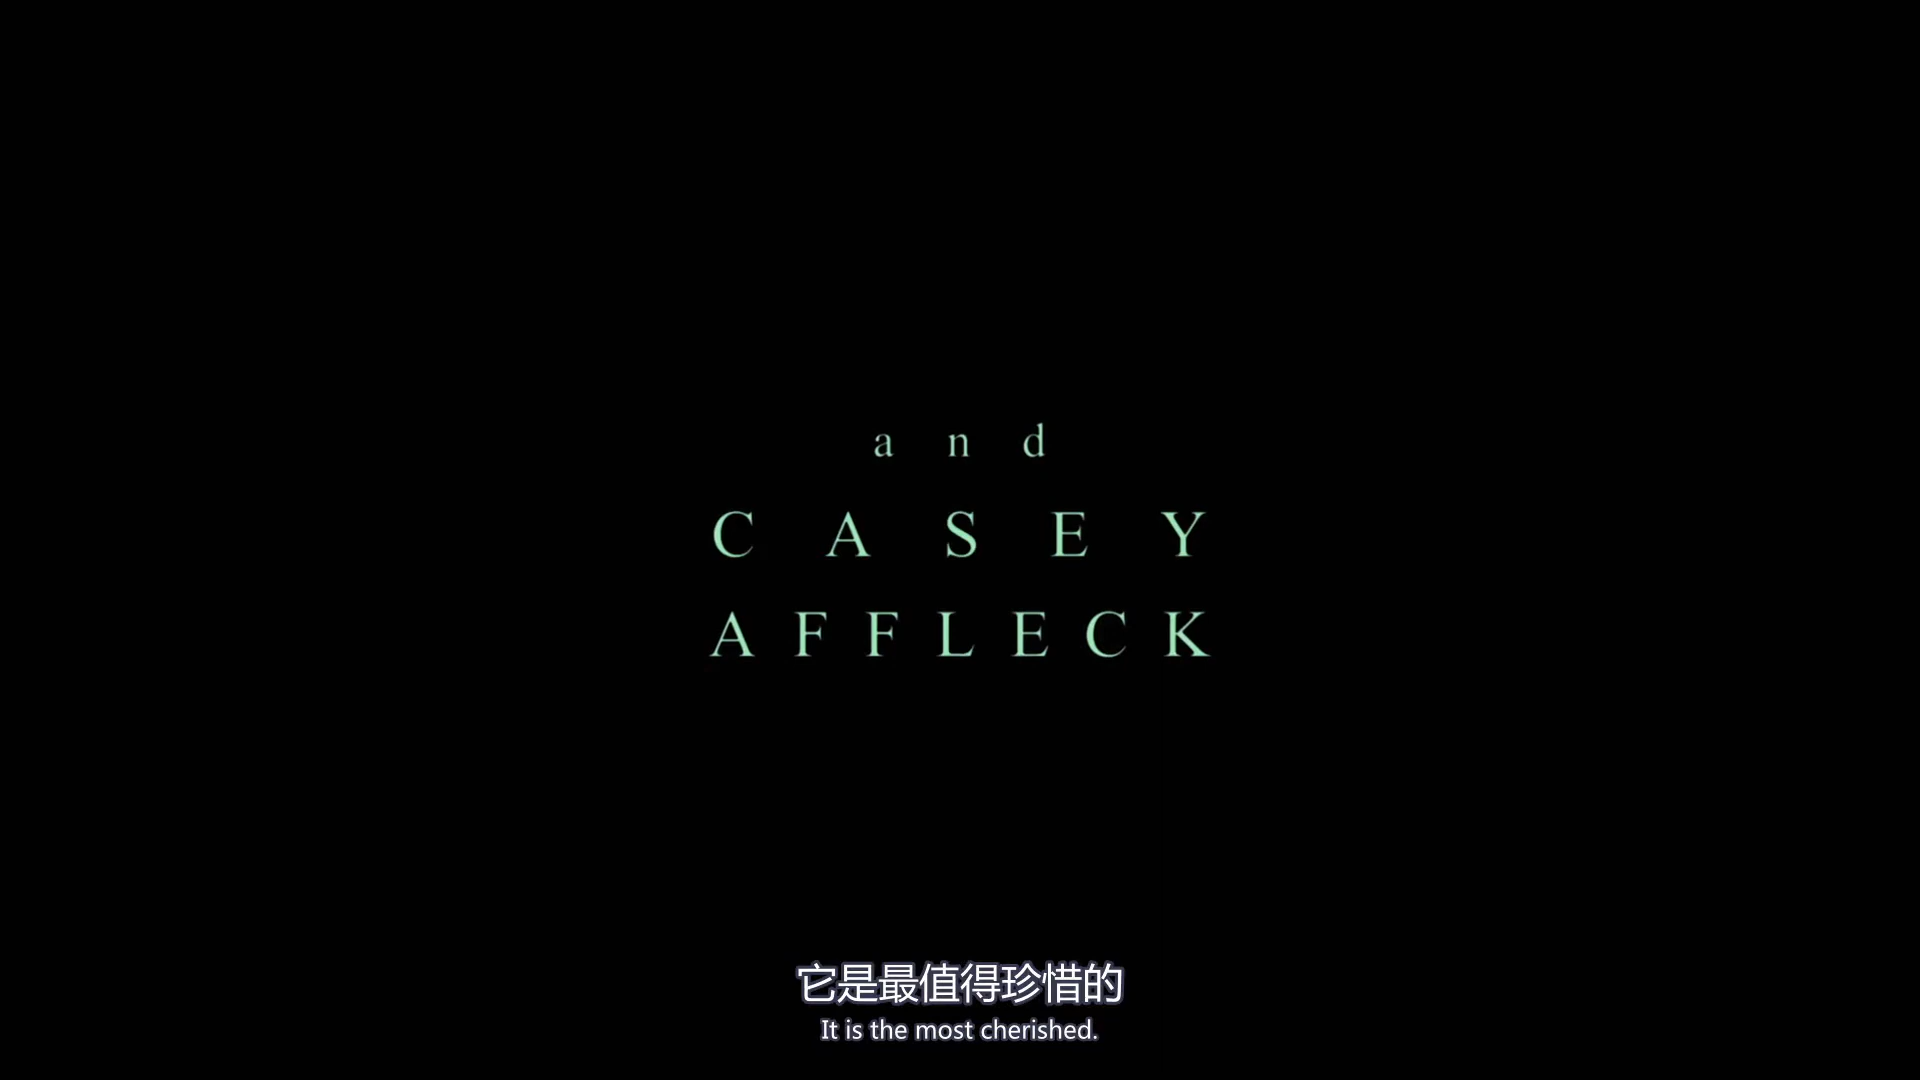 and
CASEY
AFFLECK
它是最值得珍惜的
It is the most cherished.